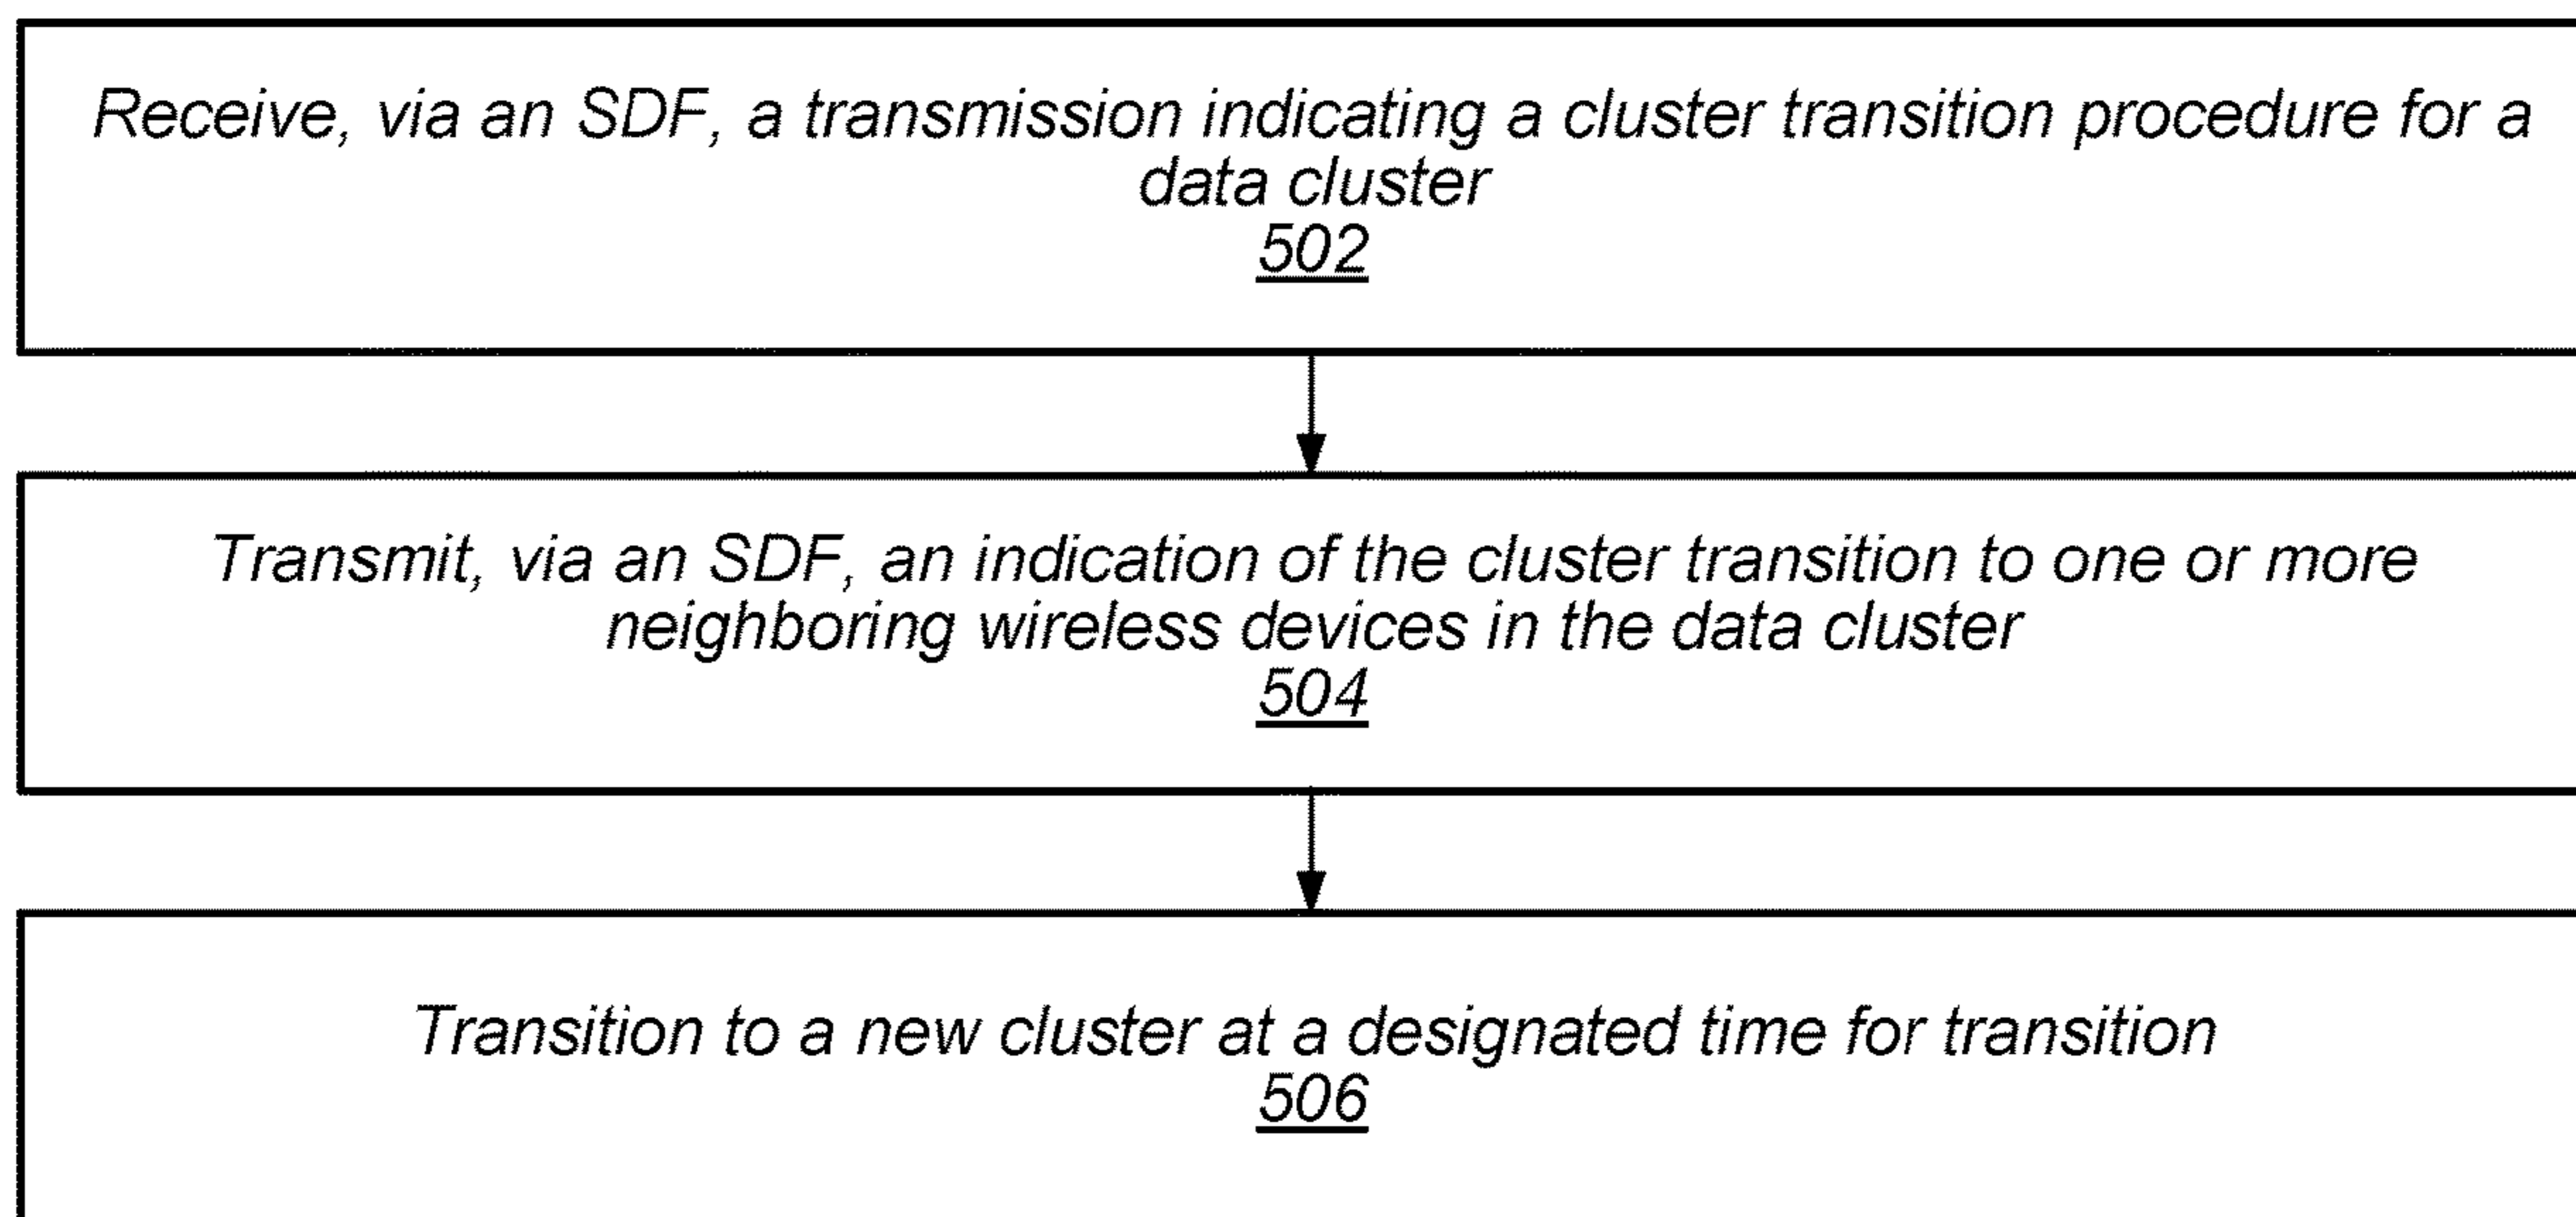 Receive, via an SDF, a transmission indicating a cluster transition procedure for a
data cluster
502
Transmit, via an SDF, an indication of the cluster transition to one or more
neighboring wireless devices in the data cluster
504
Transition to a new cluster at a designated time for transition
506